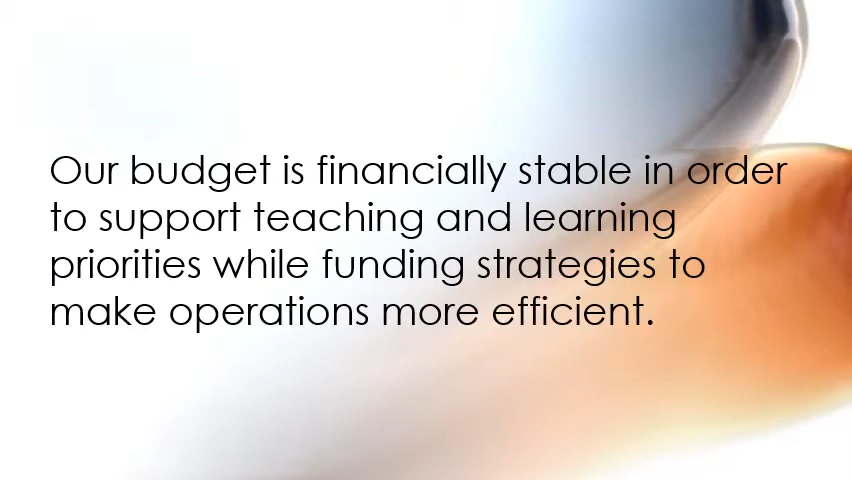 Our budget is financially stable in order
to support teaching and learning
priorities while funding strategies to
make operations more efficient.